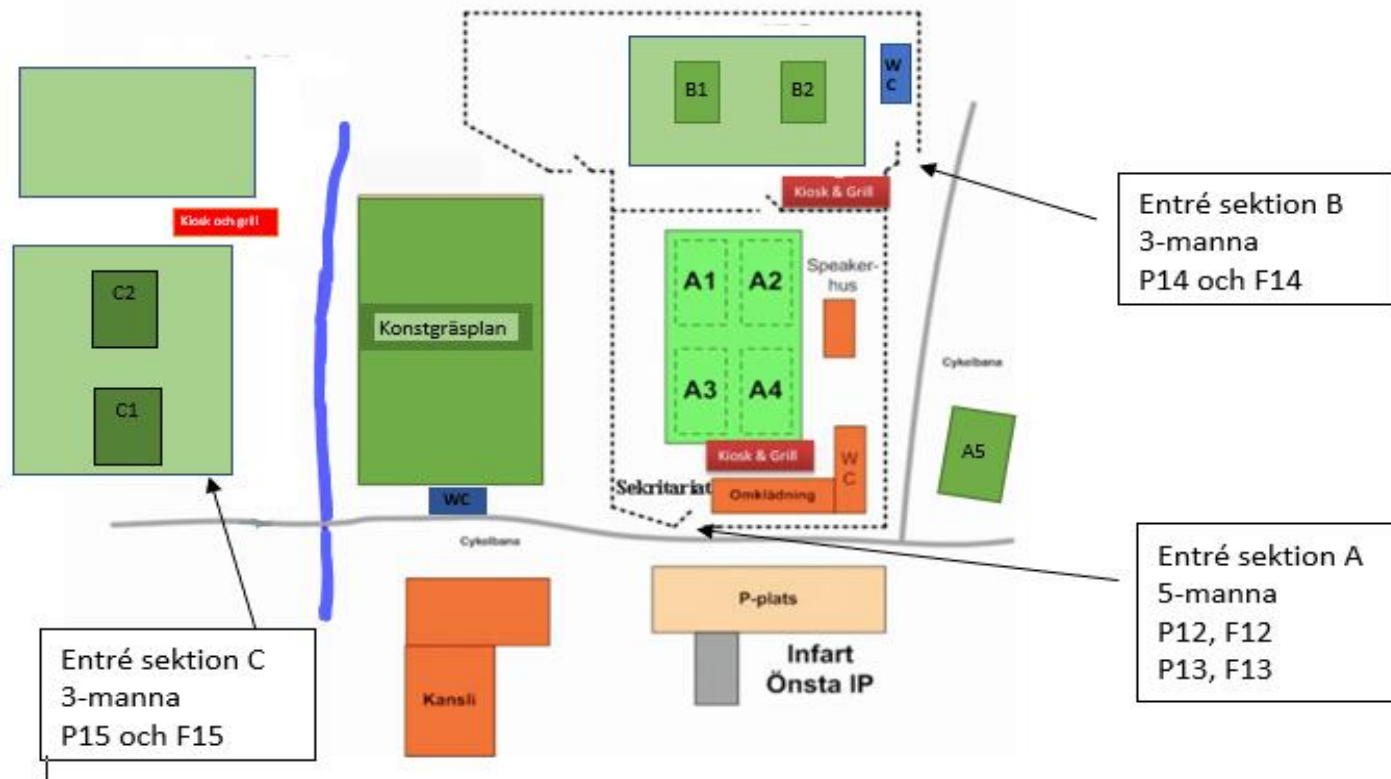 B1
B2
W
C
Kiosk & Grill
Entré sektion B
3-manna
P14 och F14
Kiosk och grill
C2
C1
Konstgräsplan
A1
A2
A3
A4
Speaker-
hus
Cykelbana
A5
Kiosk & Grill
W
C
Sekritariat
Omklädning
WC
Cykelbana
Entré sektion A
5-manna
P12, F12
P13, F13
P-plats
Infart
Önsta IP
Kansli
Entré sektion C
3-manna
P15 och F15